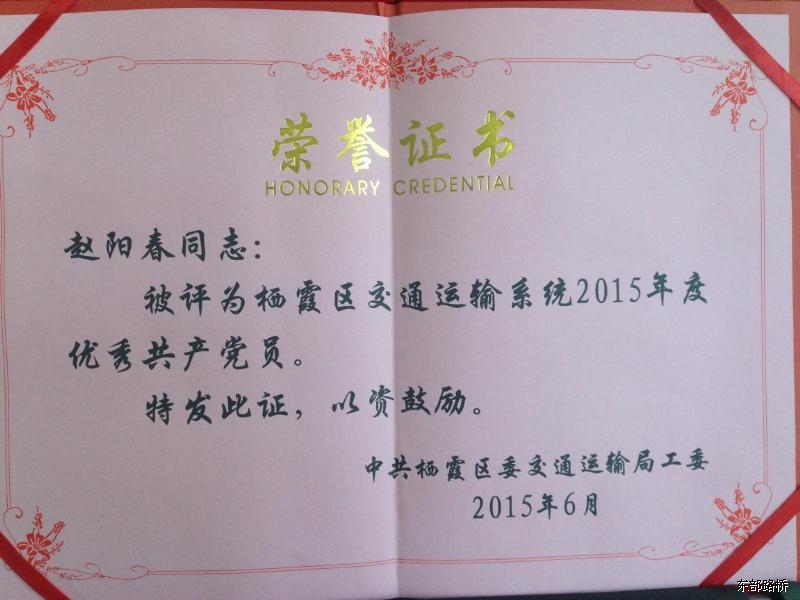 荣誉证书
HONORARY CREDENTIAL
赵阳春同志：
被评为栖霞区交通运输系统2015年度
优秀共产党员。
特发此证，以资鼓励。
中共栖霞区委交通运输局工委
2015年6月
东部路桥